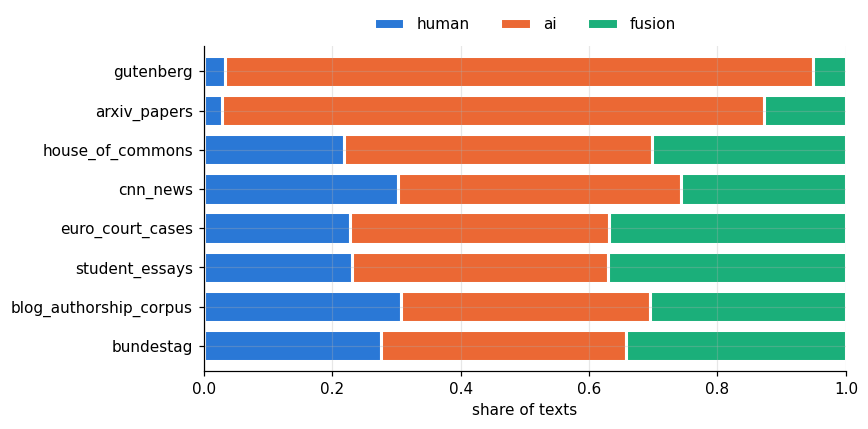 human ai fusion
gutenberg
arxiv_papers
house_of_commons
cnn_news
euro_court_cases
student_essays
blog_authorship_corpus
bundestag
0.0 0.2 0.4 0.6 0.8 1.0
share of texts